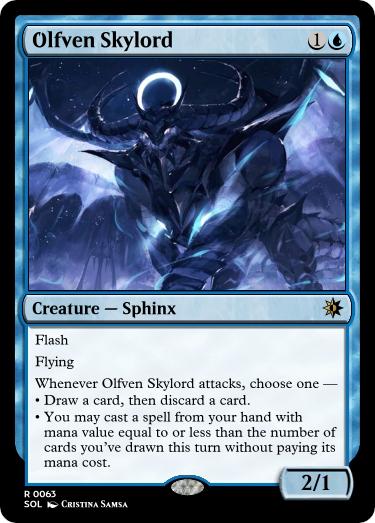 Olfven Skylord 1
Creature — Sphinx
Flash
Flying
Whenever Olfven Skylord attacks, choose one —
• Draw a card, then discard a card.
• You may cast a spell from your hand with
mana value equal to or less than the number of
cards you've drawn this turn without paying its
mana cost.
2/1
R 0063
SOL Cristina Samsa